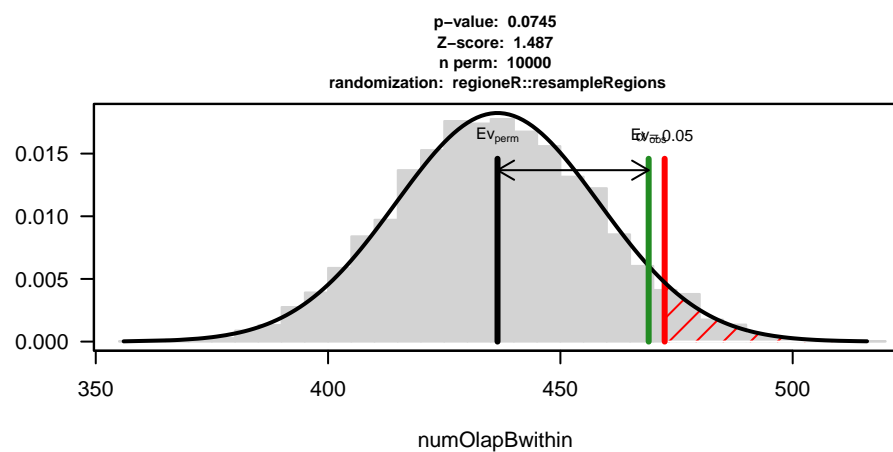 p−value: 0.0745
Z−score: 1.487
n perm: 10000
randomization: regioneR::resampleRegions
Ev_perm
Ev_obs
α = 0.05
0.015
0.010
0.005
0.000
350 400 450 500
numOlapBwithin